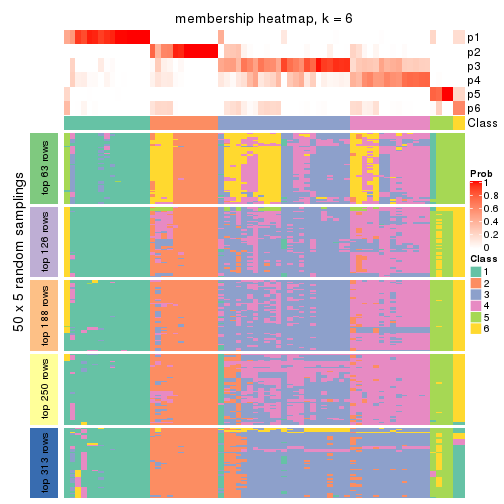 membership heatmap, k = 6
p1
p2
p3
p4
p5
p6
Class
50 x 5 random samplings
top 63 rows
top 126 rows
top 188 rows
top 250 rows
top 313 rows
Prob
1
0.8
0.6
0.4
0.2
0
Class
1
2
3
4
5
6